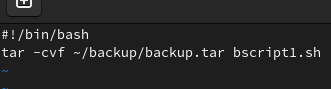 #!/bin/bash
tar -cvf ~/backup/backup.tar bscript1.sh
~
~